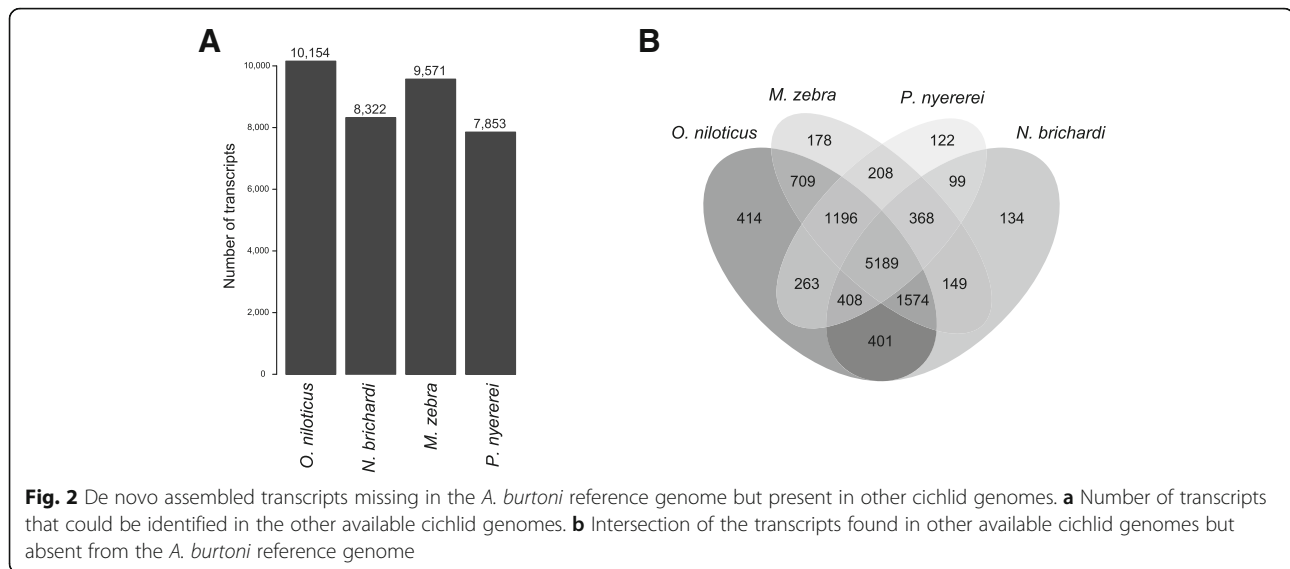 A
10,154
8,322
9,571
7,853
10,000
8,000
6,000
4,000
2,000
0
Number of transcripts
O. niloticus
N. brichardi
M. zebra
P. nyererei
B
M. zebra
P. nyererei
O. niloticus
N. brichardi
178
122
709
208
99
414
1196
368
134
5189
263
408
1574
149
401
Fig. 2 De novo assembled transcripts missing in the A. burtoni reference genome but present in other cichlid genomes. a Number of transcripts
that could be identified in the other available cichlid genomes. b Intersection of the transcripts found in other available cichlid genomes but
absent from the A. burtoni reference genome